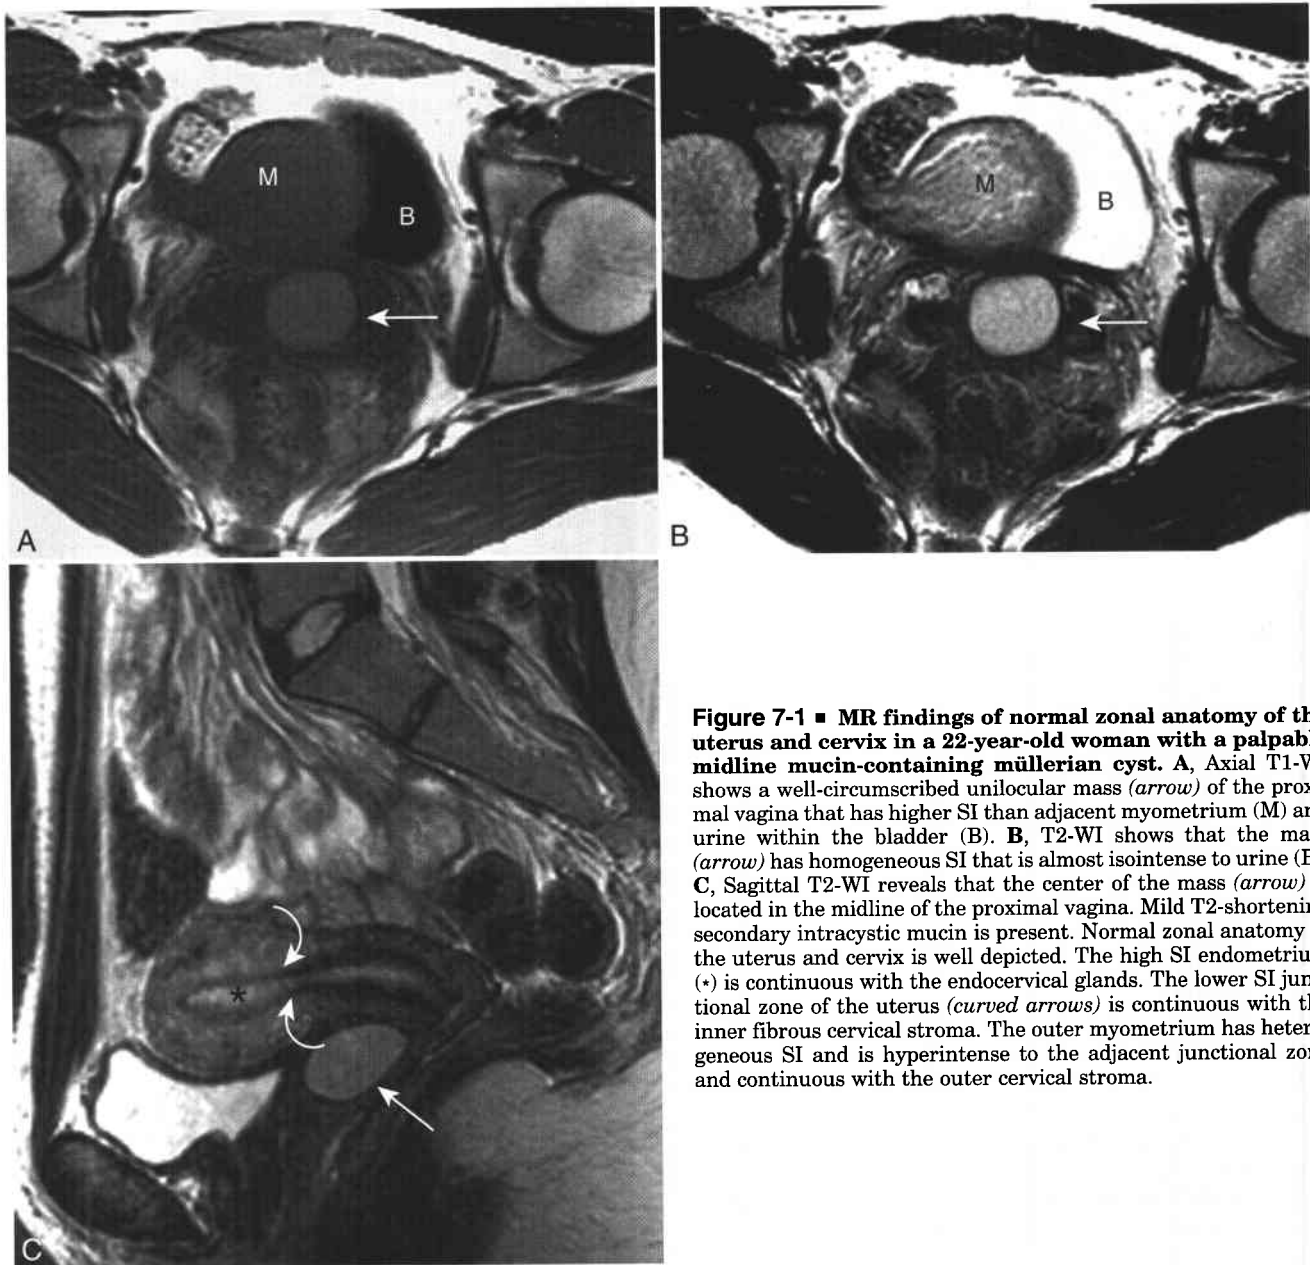 M
B
A
M
B
B
*
C
Figure 7-1 ■ MR findings of normal zonal anatomy of th
uterus and cervix in a 22-year-old woman with a palpabl
midline mucin-containing müllerian cyst. A, Axial T1-W
shows a well-circumscribed unilocular mass (arrow) of the prox
mal vagina that has higher SI than adjacent myometrium (M) an
urine within the bladder (B). B, T2-WI shows that the ma
(arrow) has homogeneous SI that is almost isointense to urine (B
C, Sagittal T2-WI reveals that the center of the mass (arrow)
located in the midline of the proximal vagina. Mild T2-shortenin
secondary intracystic mucin is present. Normal zonal anatomy
the uterus and cervix is well depicted. The high SI endometriu
(*) is continuous with the endocervical glands. The lower SI jun
tional zone of the uterus (curved arrows) is continuous with th
inner fibrous cervical stroma. The outer myometrium has heter
geneous SI and is hyperintense to the adjacent junctional zon
and continuous with the outer cervical stroma.